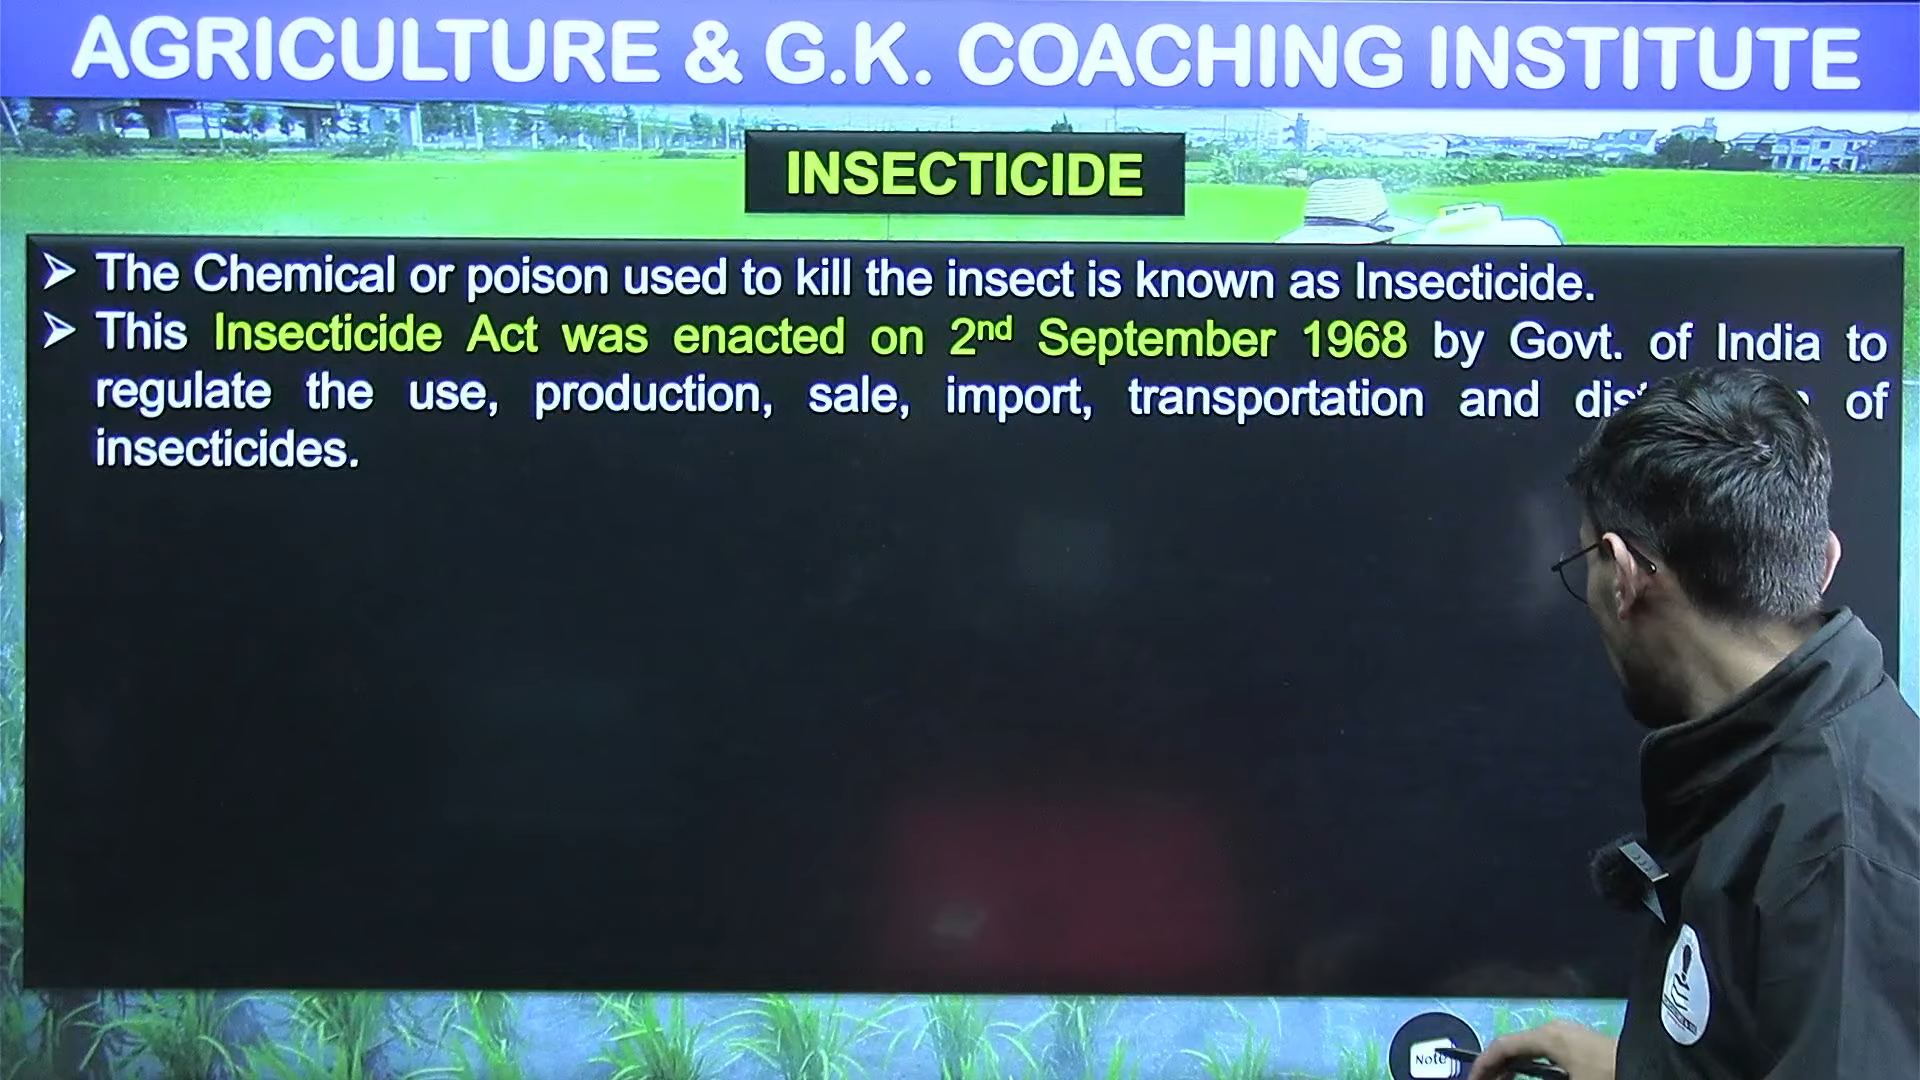 AGRICULTURE & G.K. COACHING INSTITUTE
INSECTICIDE
➢ The Chemical or poison used to kill the insect is known as Insecticide.
➢ This Insecticide Act was enacted on 2nd September 1968 by Govt. of India to
regulate the use, production, sale, import, transportation and of
insecticides.
Note